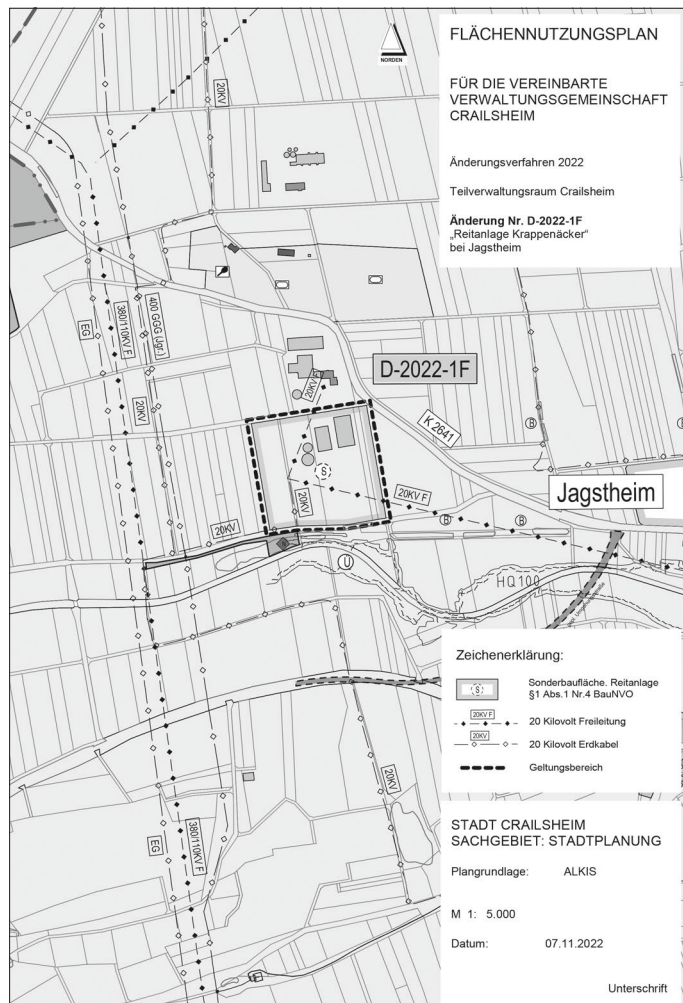 FLÄCHENNUTZUNGSPLAN
FÜR DIE VEREINBARTE
VERWALTUNGSGEMEINSCHAFT
CRAILSHEIM
Änderungsverfahren 2022
Teilverwaltungsraum Crailsheim
Änderung Nr. D-2022-1F
„Reitanlage Krappenäcker“
bei Jagstheim
NORDEN
20KV
EG
380/110KV F
400 GGG (Jgr.)
20KV
20KV F
D-2022-1F
K 2641
B
B
S
20KV
20KV F
Jagstheim
20KV
B
B
U
HQ100
20KV
EG
380/110KV F
Zeichenerklärung:
S
Sonderbaufläche. Reitanlage
§1 Abs.1 Nr.4 BauNVO
20KV F
20 Kilovolt Freileitung
20KV
20 Kilovolt Erdkabel
Geltungsbereich
STADT CRAILSHEIM
SACHGEBIET: STADTPLANUNG
Plangrundlage: ALKIS
M 1: 5.000
Datum: 07.11.2022
Unterschrift